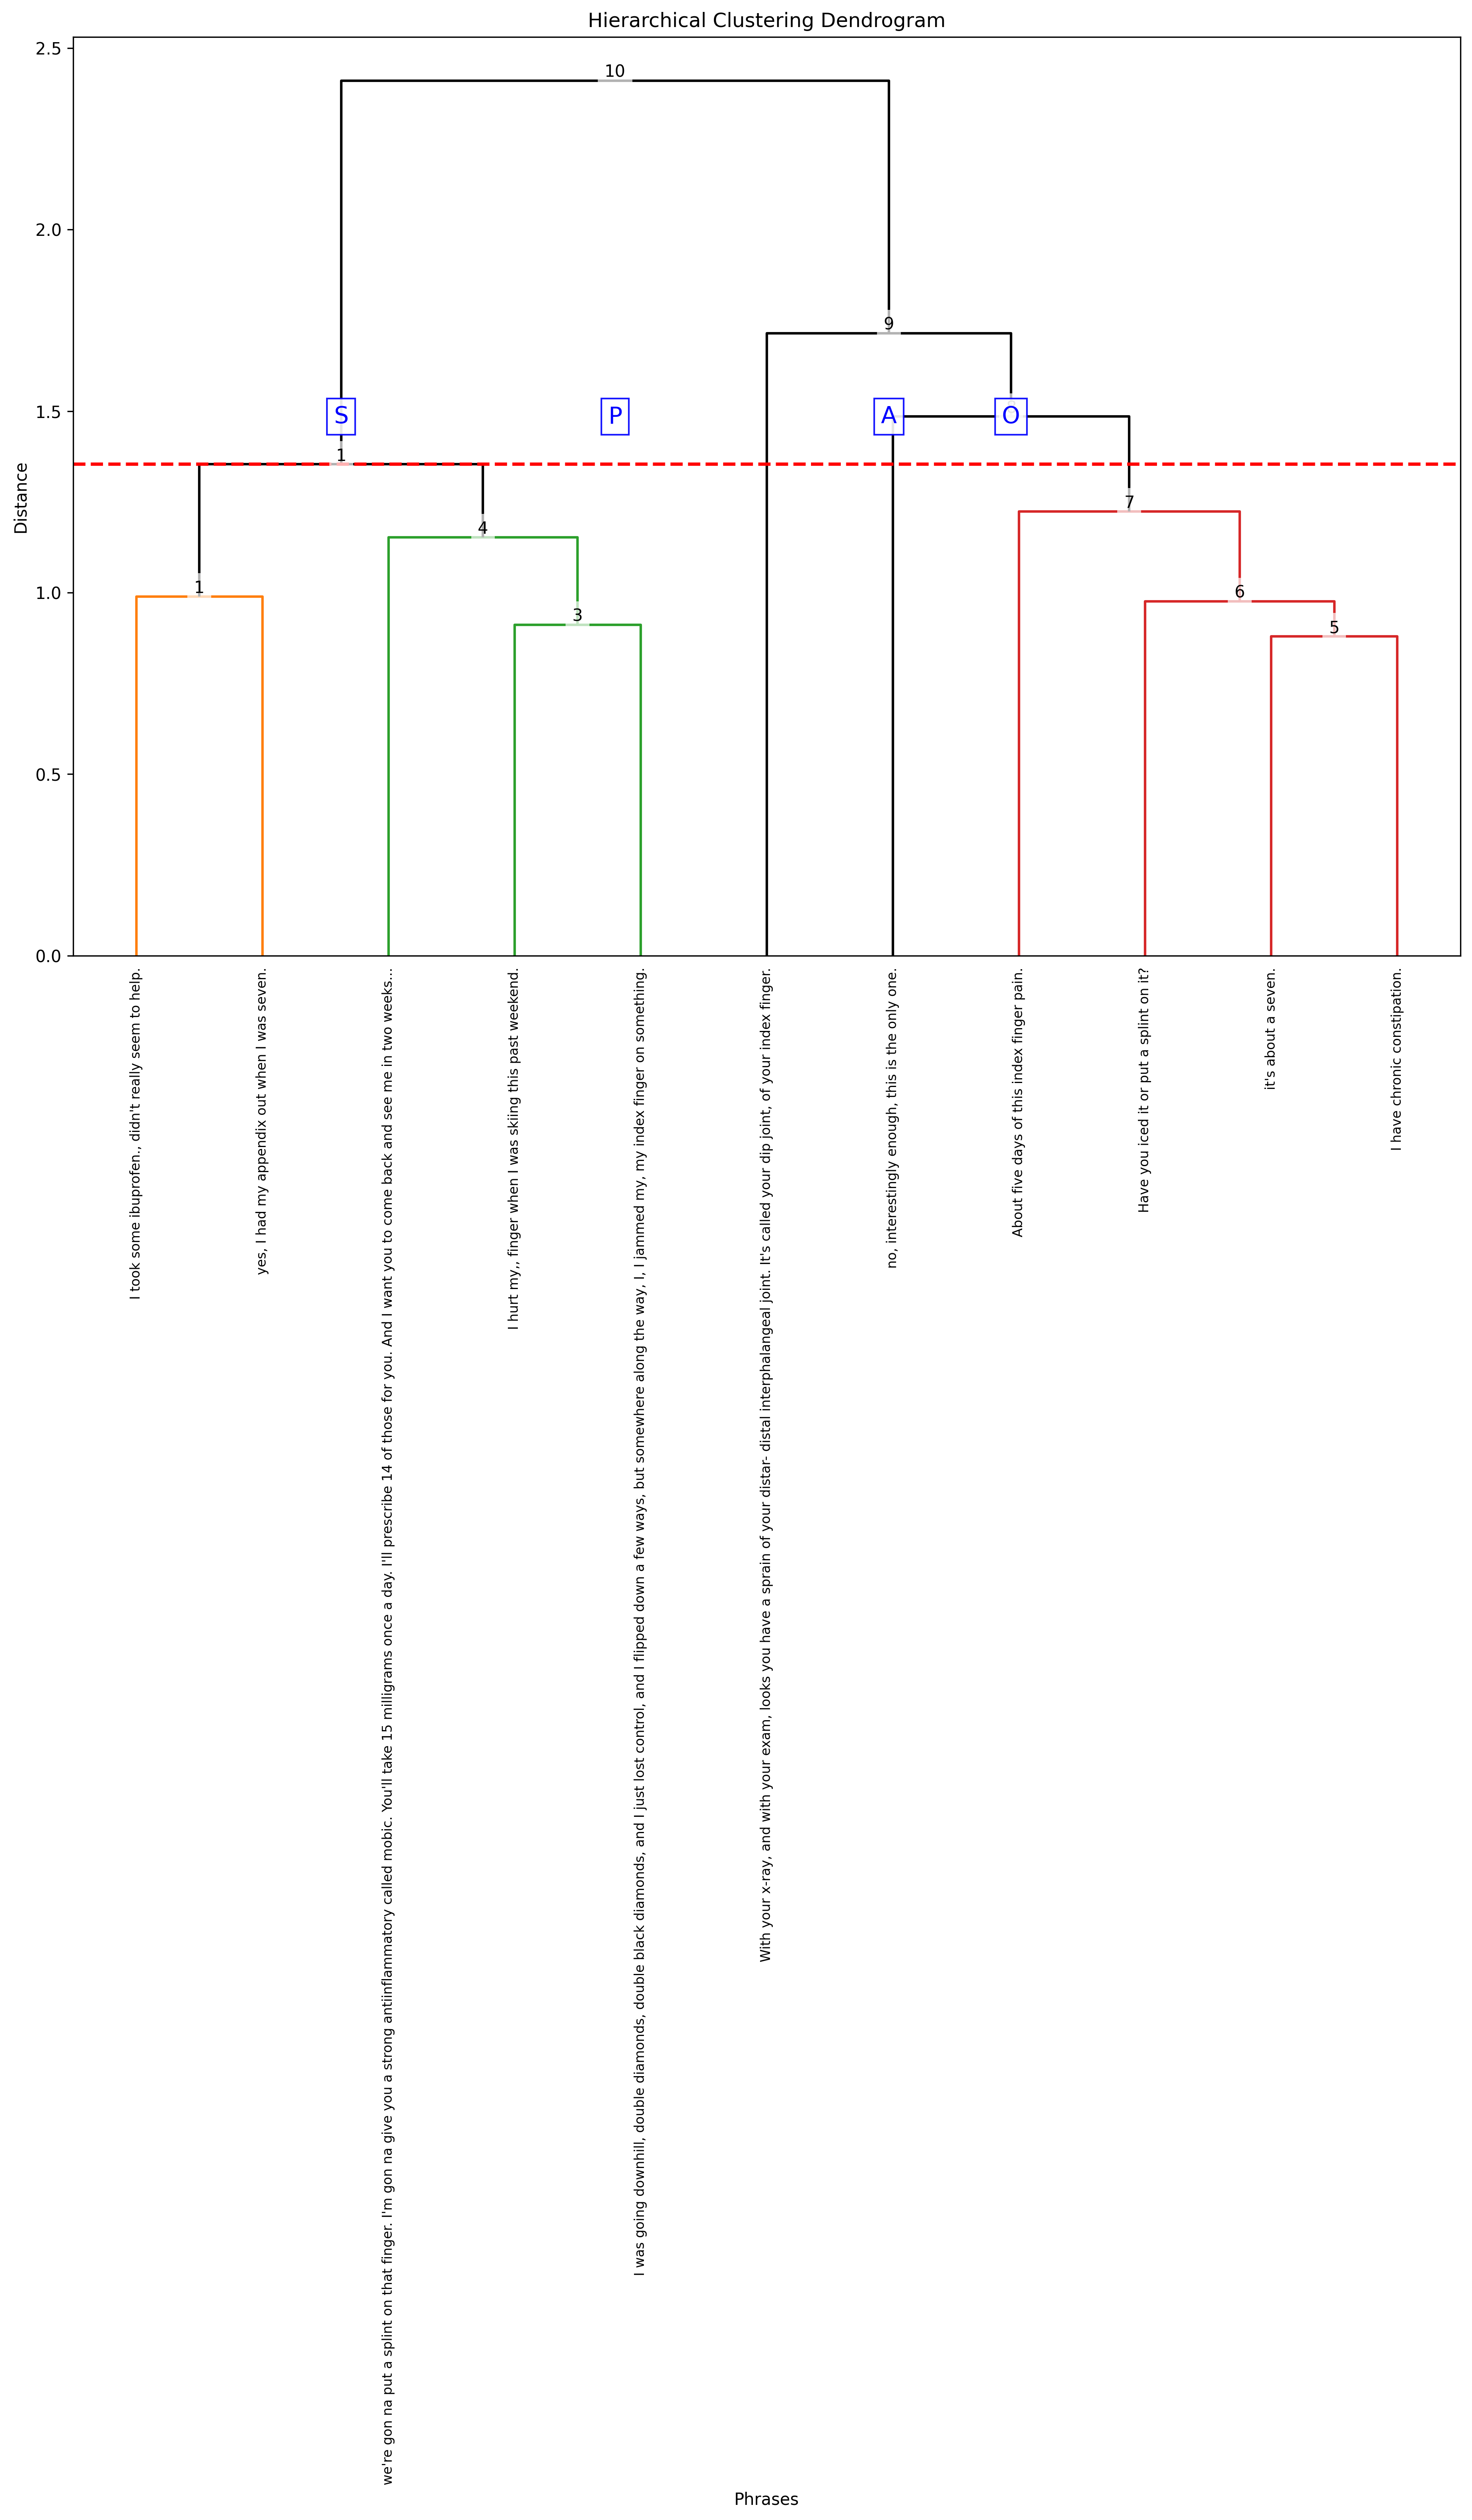 Hierarchical Clustering Dendrogram
2.5
2.0
1.5
1.0
0.5
0.0
Distance
10
9
S
P
A
O
1
7
4
1
6
3
5
I took some ibuprofen., didn't really seem to help.
yes, I had my appendix out when I was seven.
we're gon na put a splint on that finger. I'm gon na give you a strong antiinflammatory called mobic. You'll take 15 milligrams once a day. I'll prescribe 14 of those for you. And I want you to come back and see me in two weeks...
I hurt my,, finger when I was skiing this past weekend.
I was going downhill, double diamonds, double black diamonds, and I just lost control, and I flipped down a few ways, but somewhere along the way, I, I jammed my, my index finger on something.
With your x-ray, and with your exam, looks you have a sprain of your distar- distal interphalangeal joint. It's called your dip joint, of your index finger.
no, interestingly enough, this is the only one.
About five days of this index finger pain.
Have you iced it or put a splint on it?
it's about a seven.
I have chronic constipation.
Phrases